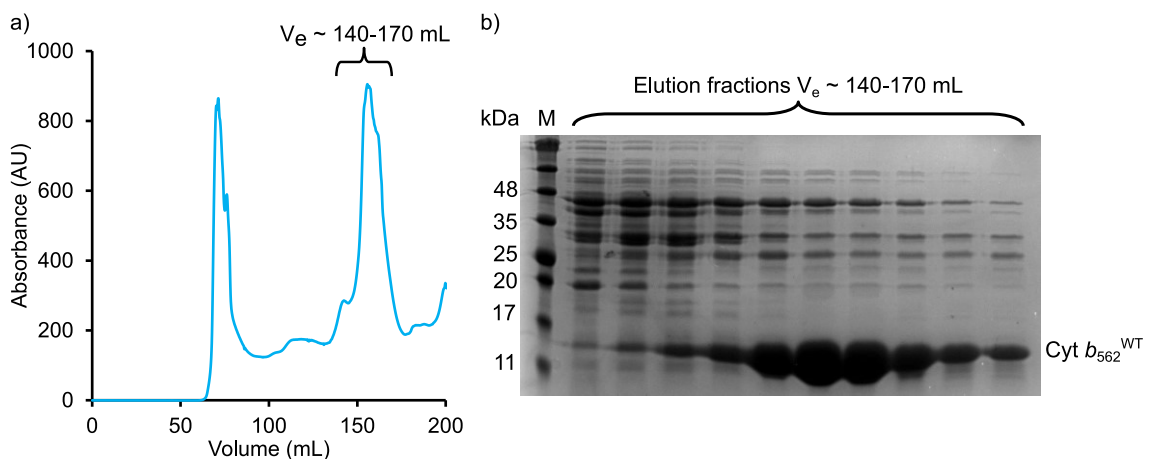 a)
Ve ~ 140-170 mL
1000
800
600
400
200
0
0 50 100 150 200
Absorbance (AU)
Volume (mL)
b)
Elution fractions Ve ~ 140-170 mL
kDa M
48
35
25
20
17
11
Cyt b562WT